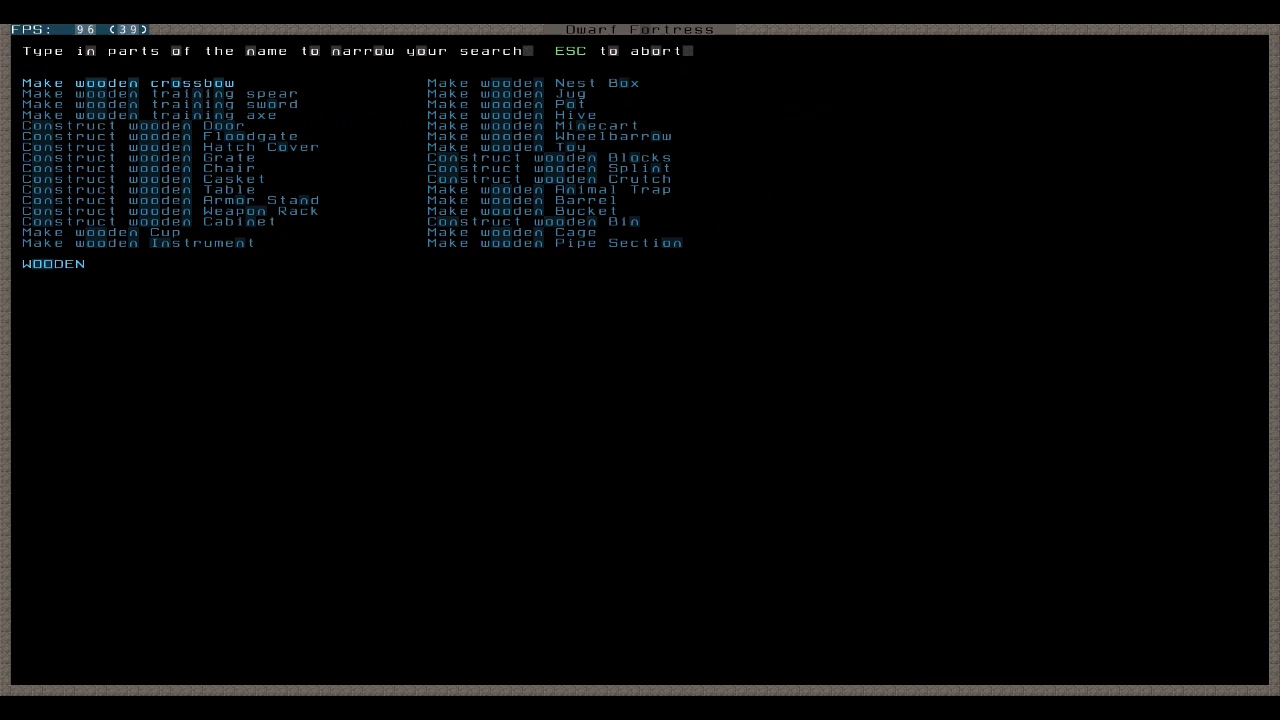 FPS: 96 (39)
Dwarf Fortress
Type in parts of the name to narrow your search. ESC to abort.
Make wooden crossbow
Make wooden training spear
Make wooden training sword
Make wooden training axe
Construct wooden Door
Construct wooden Floodgate
Construct wooden Hatch Cover
Construct wooden Grate
Construct wooden Chair
Construct wooden Casket
Construct wooden Table
Construct wooden Armor Stand
Construct wooden Weapon Rack
Construct wooden Cabinet
Make wooden Cup
Make wooden Instrument
Make wooden Nest Box
Make wooden Jug
Make wooden Pot
Make wooden Hive
Make wooden Minecart
Make wooden Wheelbarrow
Make wooden Toy
Construct wooden Blocks
Construct wooden Splint
Construct wooden Crutch
Make wooden Animal Trap
Make wooden Barrel
Make wooden Bucket
Construct wooden Bin
Make wooden Cage
Make wooden Pipe Section
WOODEN